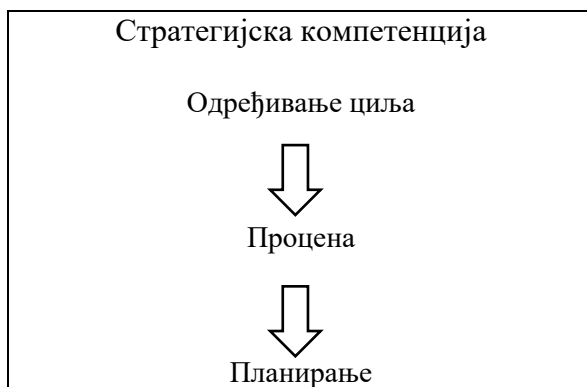 Стратегијска компетенција
Одређивање циља
Процена
Планирање